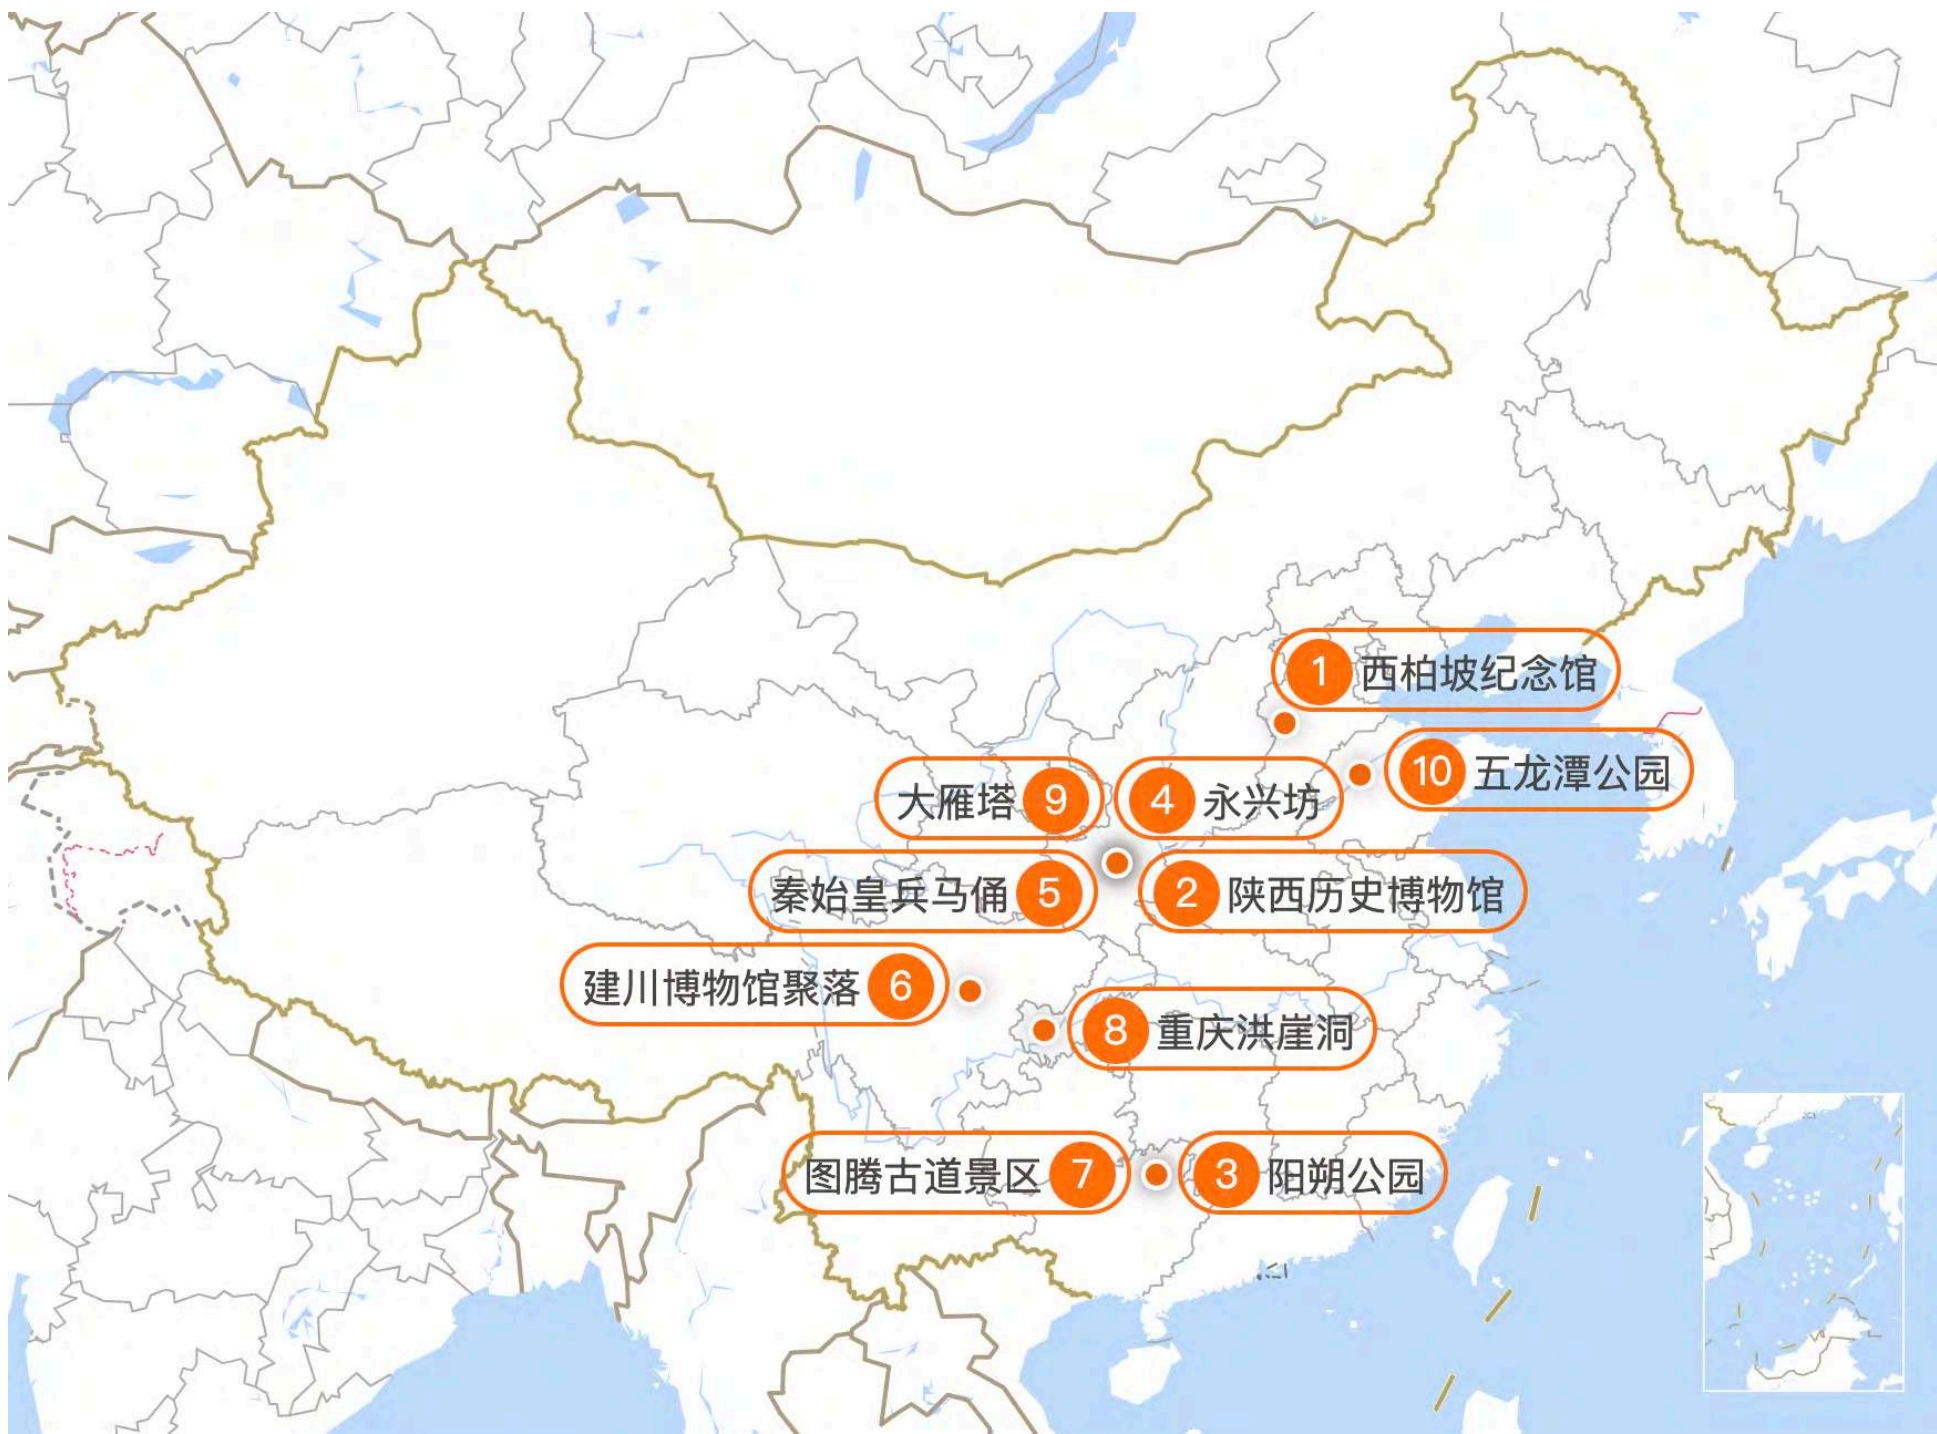 1 西柏坡纪念馆
10 五龙潭公园
大雁塔 9
4 永兴坊
秦始皇兵马俑 5
2 陕西历史博物馆
建川博物馆聚落 6
8 重庆洪崖洞
图腾古道景区 7
3 阳朔公园